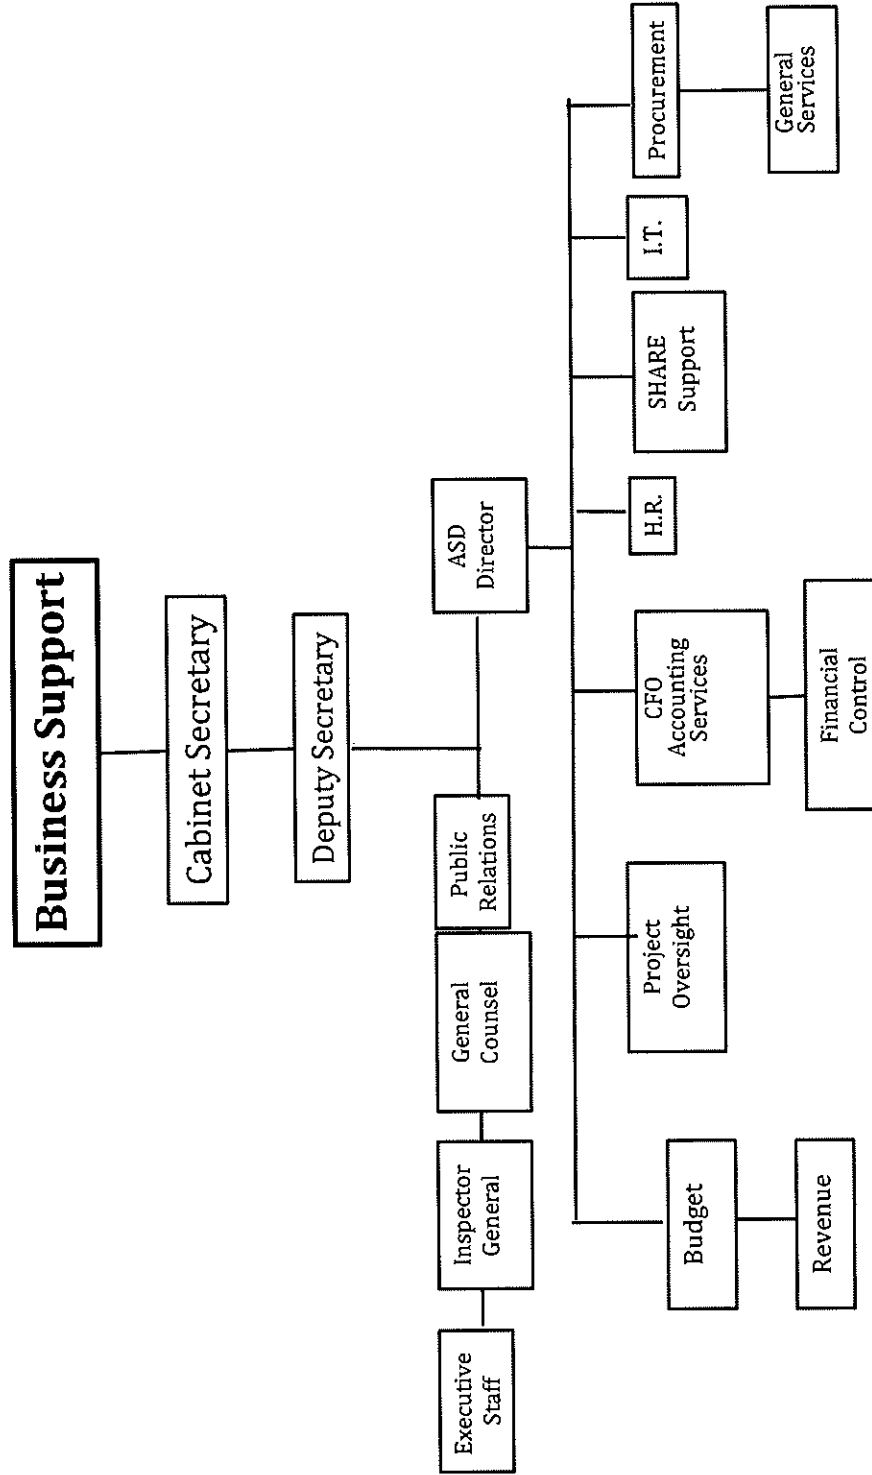 Business Support
Cabinet Secretary
Deputy Secretary
Executive
Staff
Inspector
General
General
Counsel
Public
Relations
ASD
Director
Budget
Project
Oversight
CFO
Accounting
Services
H.R.
SHARE
Support
I.T.
Procurement
Revenue
Financial
Control
General
Services